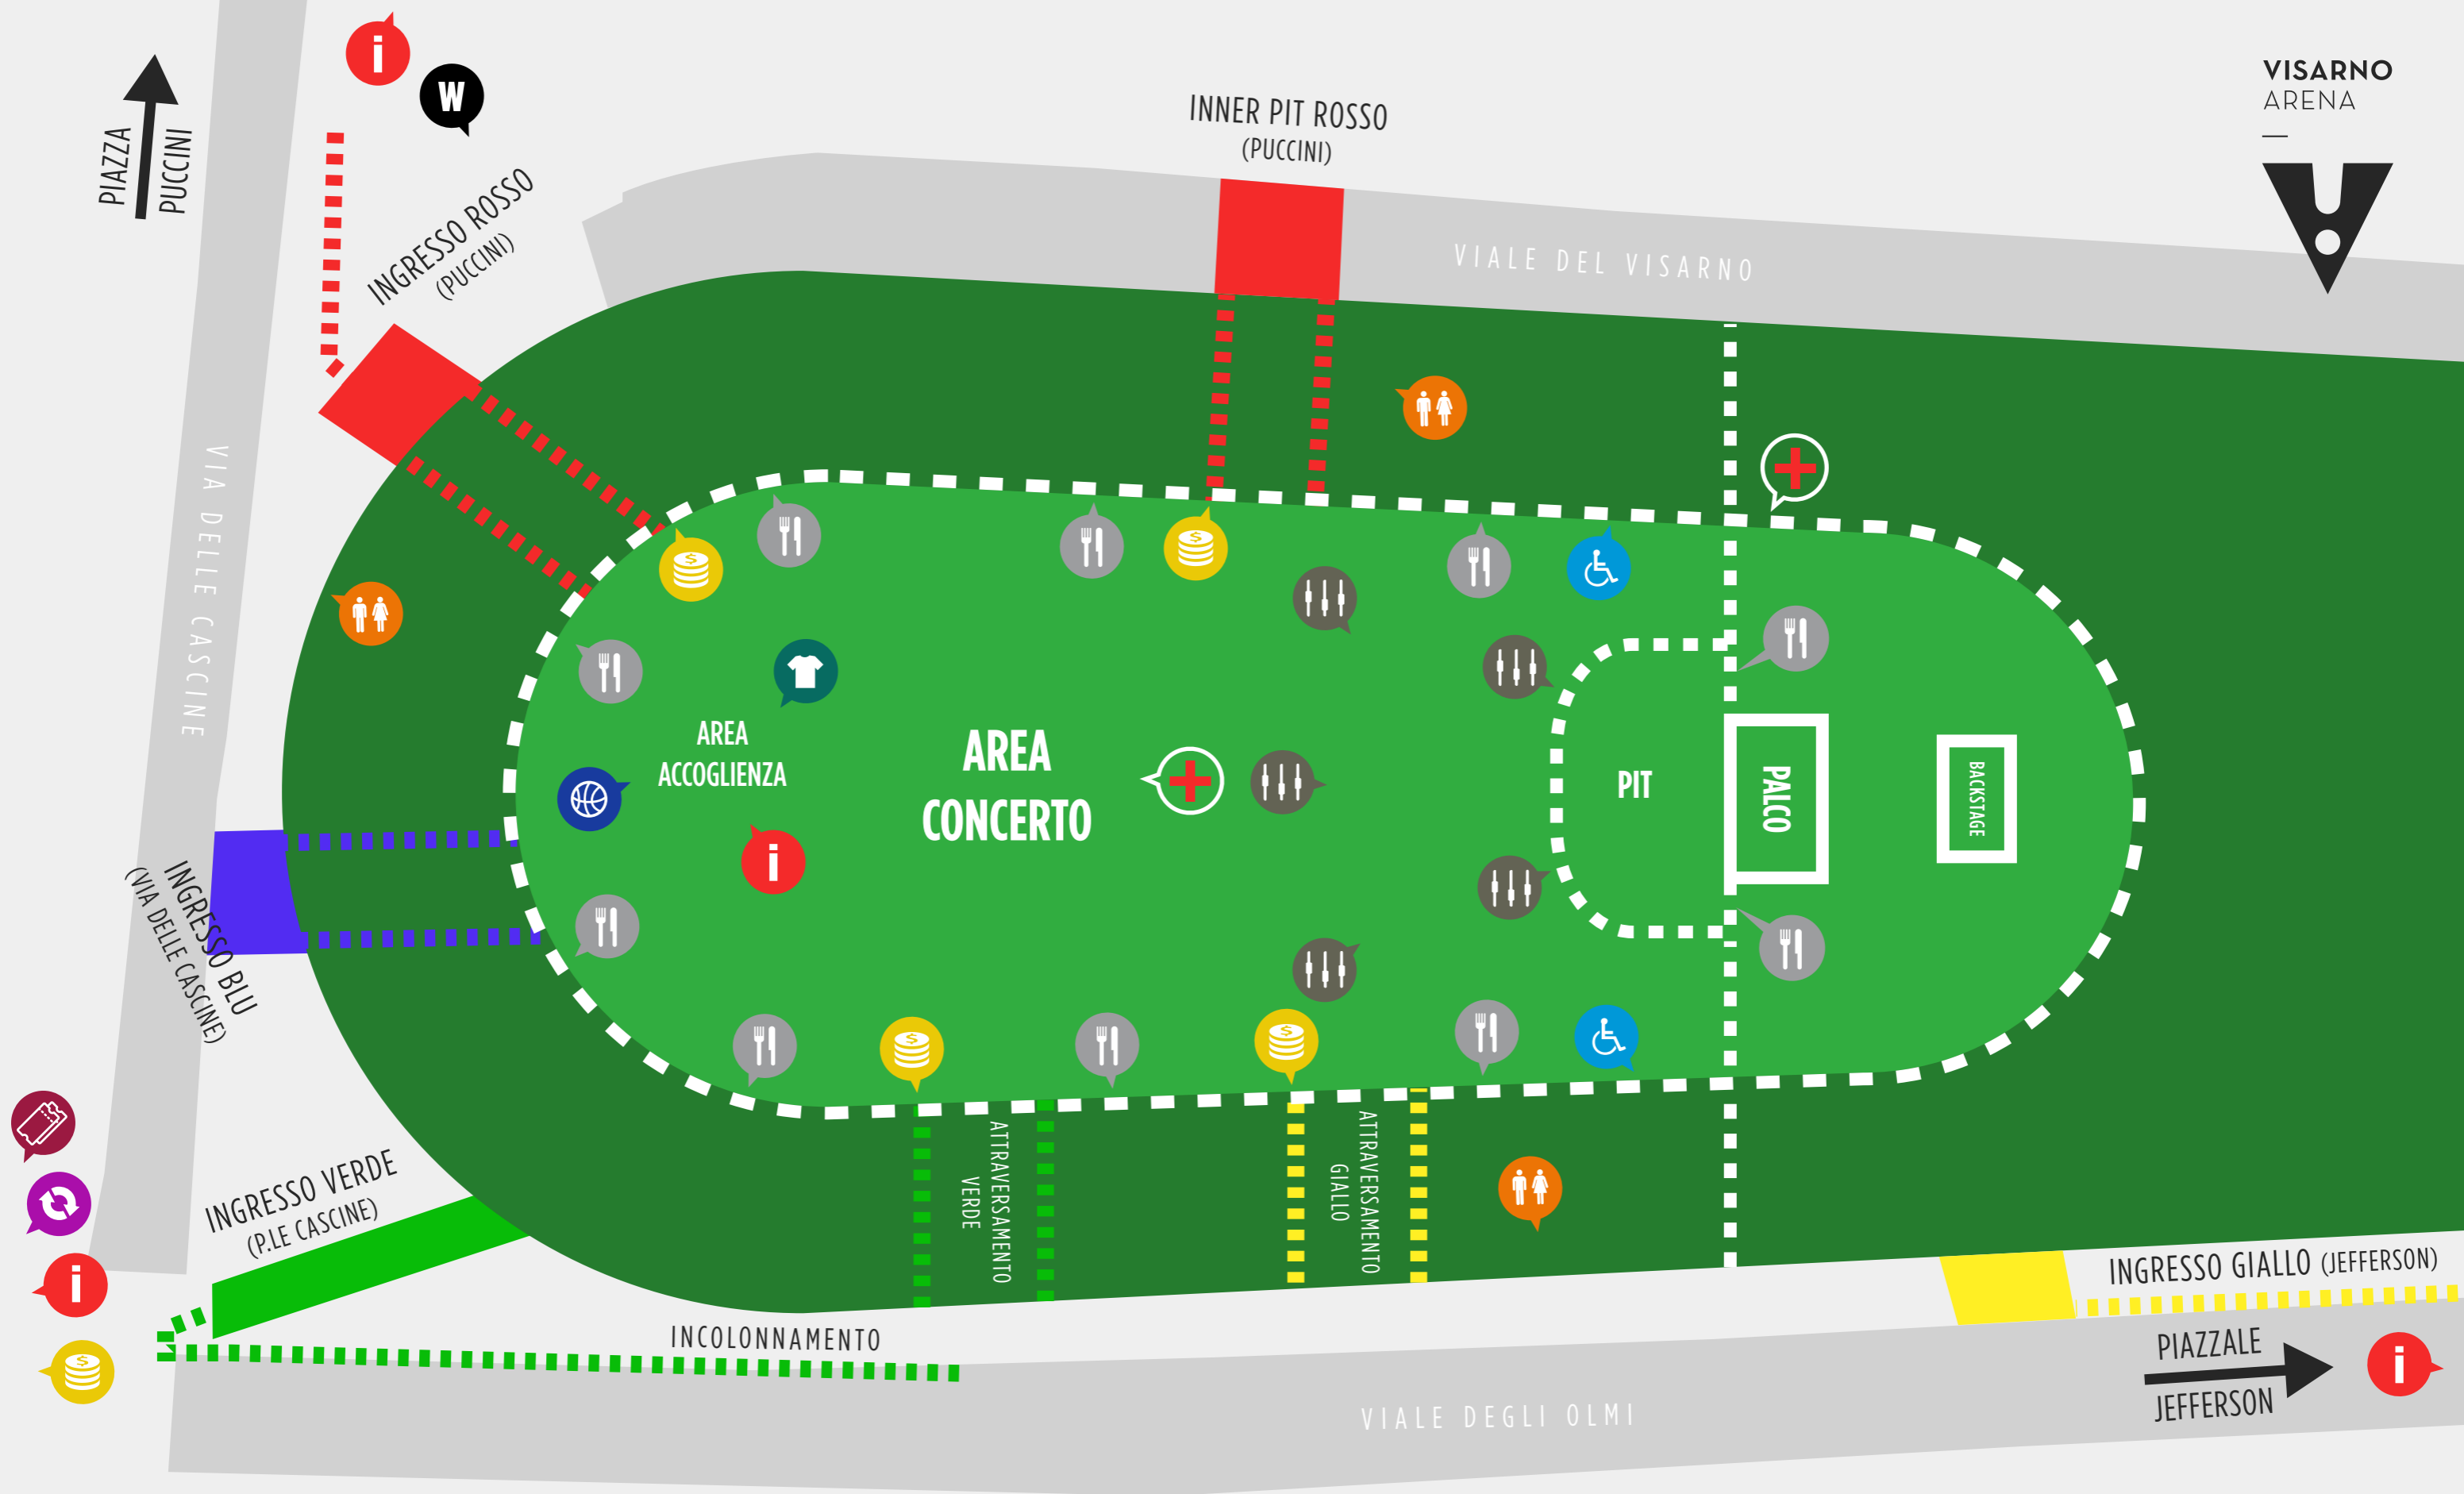 VISARNO
ARENA
PIAZZA
PUCCINI
i
W
INGRESSO ROSSO
(PUCCINI)
INNER PIT ROSSO
(PUCCINI)
VIALE DEL VISARNO
VIA DELLE CASCINE
AREA
ACCOGLIENZA
AREA
CONCERTO
i
PIT
PALCO
BACKSTAGE
INGRESSO BLU
(VIA DELLE CASCINE)
INGRESSO VERDE
(P.LE CASCINE)
i
ATTRAVERSAMENTO
VERDE
ATTRAVERSAMENTO
GIALLO
INCOLONNAMENTO
INGRESSO GIALLO (JEFFERSON)
PIAZZALE
JEFFERSON
i
VIALE DEGLI OLMI